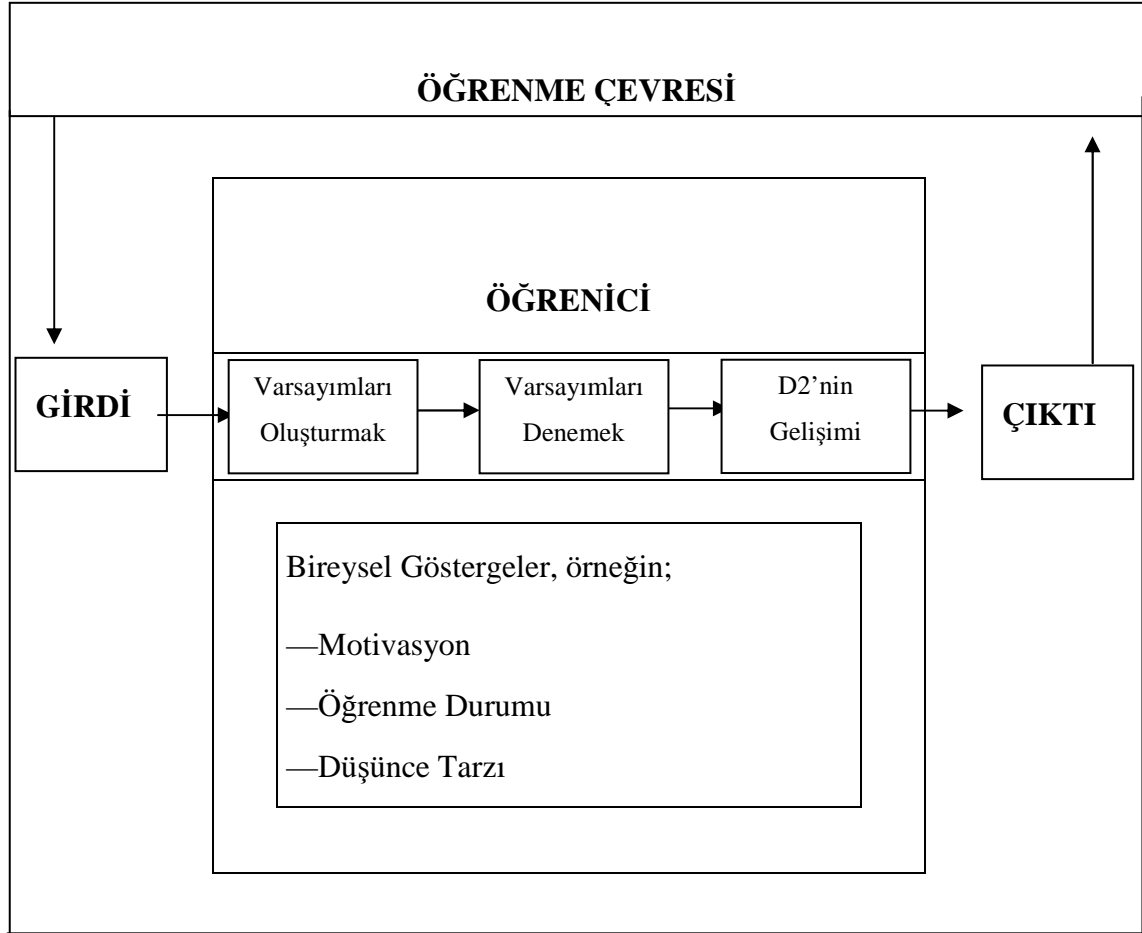 ÖĞRENME ÇEVRESİ
ÖĞRENİCİ
GİRDİ
Varsayımları
Oluşturmak
Varsayımları
Denemek
D2’nin
Gelişimi
ÇIKTI
Bireysel Göstergeler, örneğin;
—Motivasyon
—Öğrenme Durumu
—Düşünce Tarzı